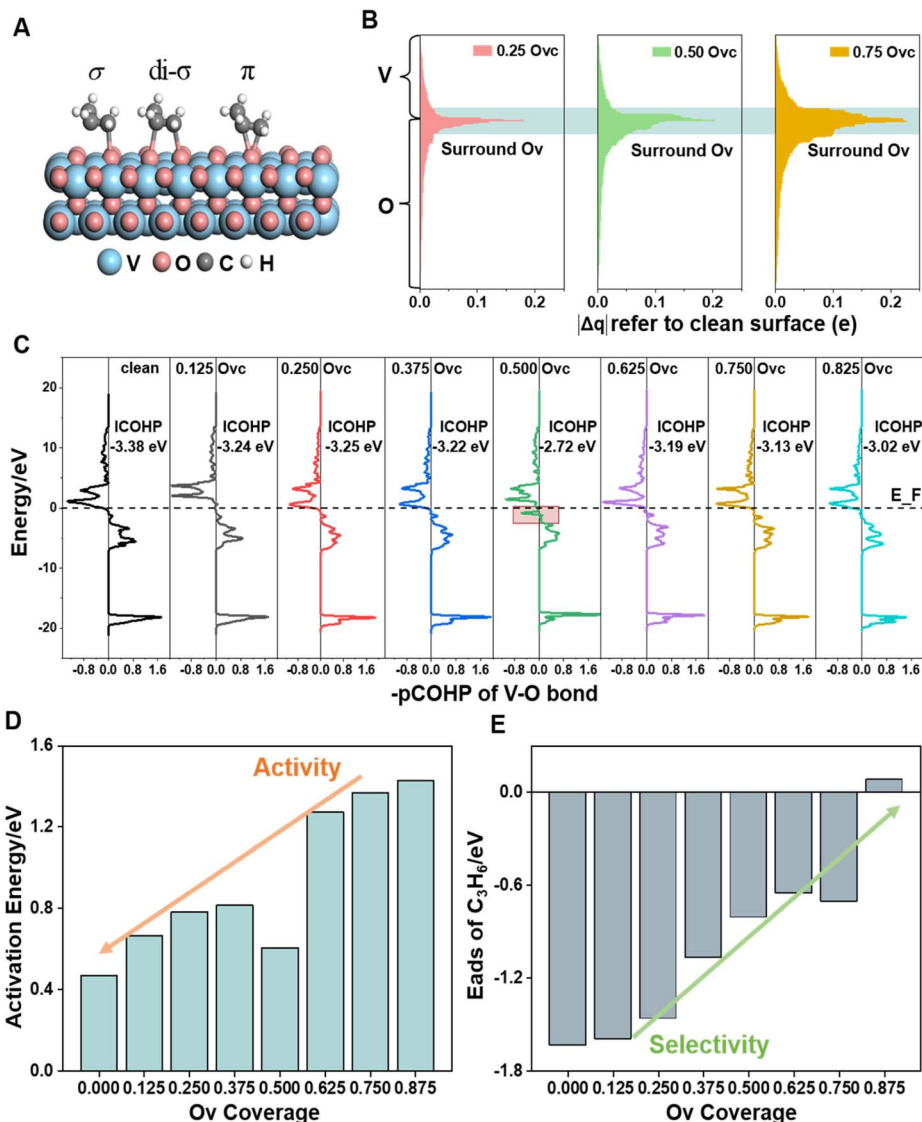 A
σ
di-σ
π
V
O
C
H
B
V
O
0.25 Ovc
0.50 Ovc
0.75 Ovc
Surround Ov
Surround Ov
Surround Ov
0.0 0.1 0.2
0.0 0.1 0.2
0.0 0.1 0.2
|Δq| refer to clean surface (e)
C
clean
0.125 Ovc
0.250 Ovc
0.375 Ovc
0.500 Ovc
0.625 Ovc
0.750 Ovc
0.825 Ovc
ICOHP
-3.38 eV
ICOHP
-3.24 eV
ICOHP
-3.25 eV
ICOHP
-3.22 eV
ICOHP
-2.72 eV
ICOHP
-3.19 eV
ICOHP
-3.13 eV
ICOHP
-3.02 eV
E_F
Energy/eV
20
10
0
-10
-20
-0.8 0.0 0.8 1.6
-0.8 0.0 0.8 1.6
-0.8 0.0 0.8 1.6
-0.8 0.0 0.8 1.6
-0.8 0.0 0.8 1.6
-0.8 0.0 0.8 1.6
-0.8 0.0 0.8 1.6
-0.8 0.0 0.8 1.6
-pCOHP of V-O bond
D
Activation Energy/eV
1.6
1.2
0.8
0.4
0.0
Activity
0.000 0.125 0.250 0.375 0.500 0.625 0.750 0.875
Ov Coverage
E
Eads of C₃H₆/eV
0.0
-0.6
-1.2
-1.8
Selectivity
0.000 0.125 0.250 0.375 0.500 0.625 0.750 0.875
Ov Coverage